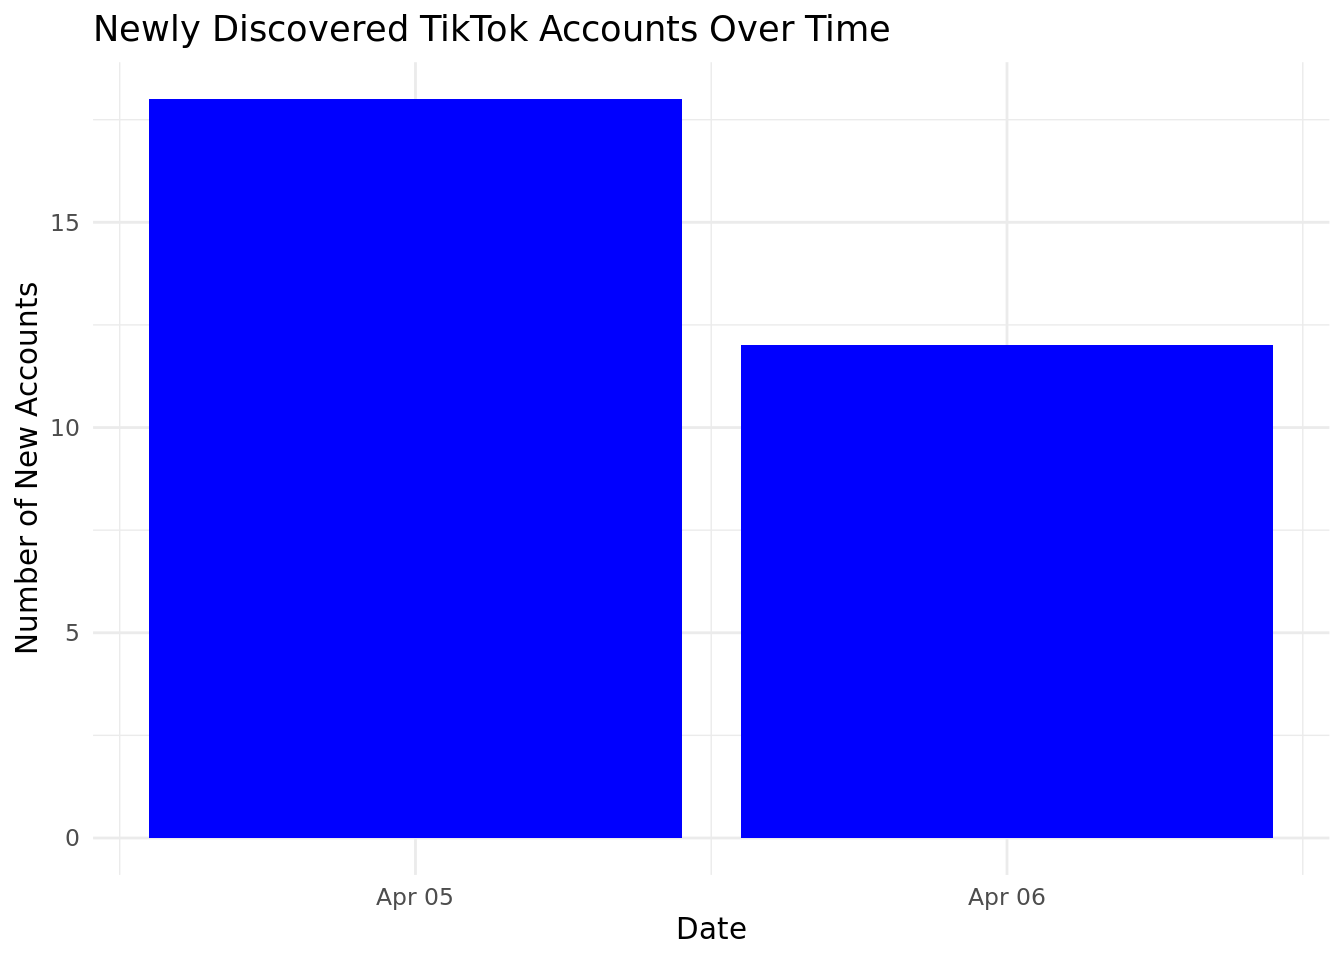 Newly Discovered TikTok Accounts Over Time
Number of New Accounts
15
10
5
0
Apr 05
Apr 06
Date